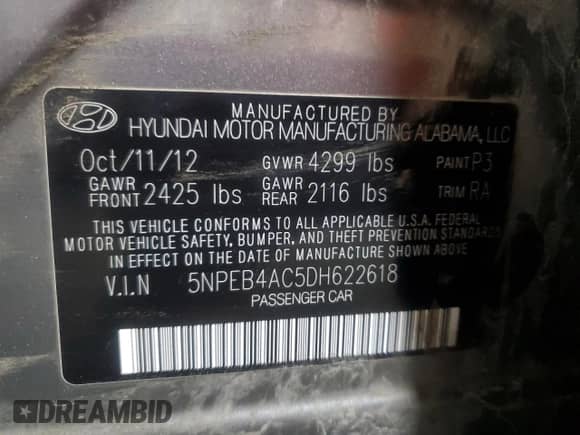 MANUFACTURED BY
HYUNDAI MOTOR MANUFACTURING ALABAMA, LLC
Oct/11/12 GVWR 4299 lbs PAINT P3
GAWR FRONT 2425 lbs GAWR REAR 2116 lbs TRIM RA
THIS VEHICLE CONFORMS TO ALL APPLICABLE U.S.A. FEDERAL
MOTOR VEHICLE SAFETY, BUMPER, AND THEFT PREVENTION STANDARDS
IN EFFECT ON THE DATE OF MANUFACTURE SHOWN ABOVE.
V.I.N 5NPEB4AC5DH622618
PASSENGER CAR
DREAMBID